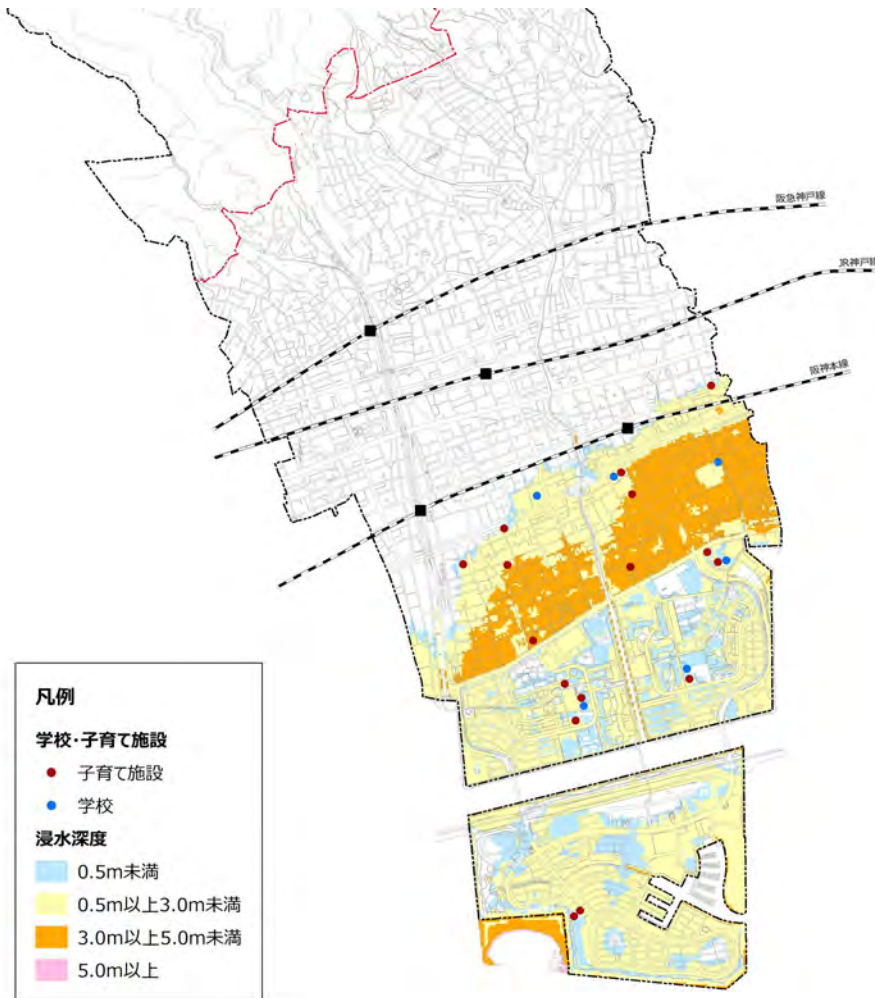 阪急神戸線
JR神戸線
阪神本線
凡例
学校・子育て施設
子育て施設
学校
浸水深度
0.5m未満
0.5m以上3.0m未満
3.0m以上5.0m未満
5.0m以上